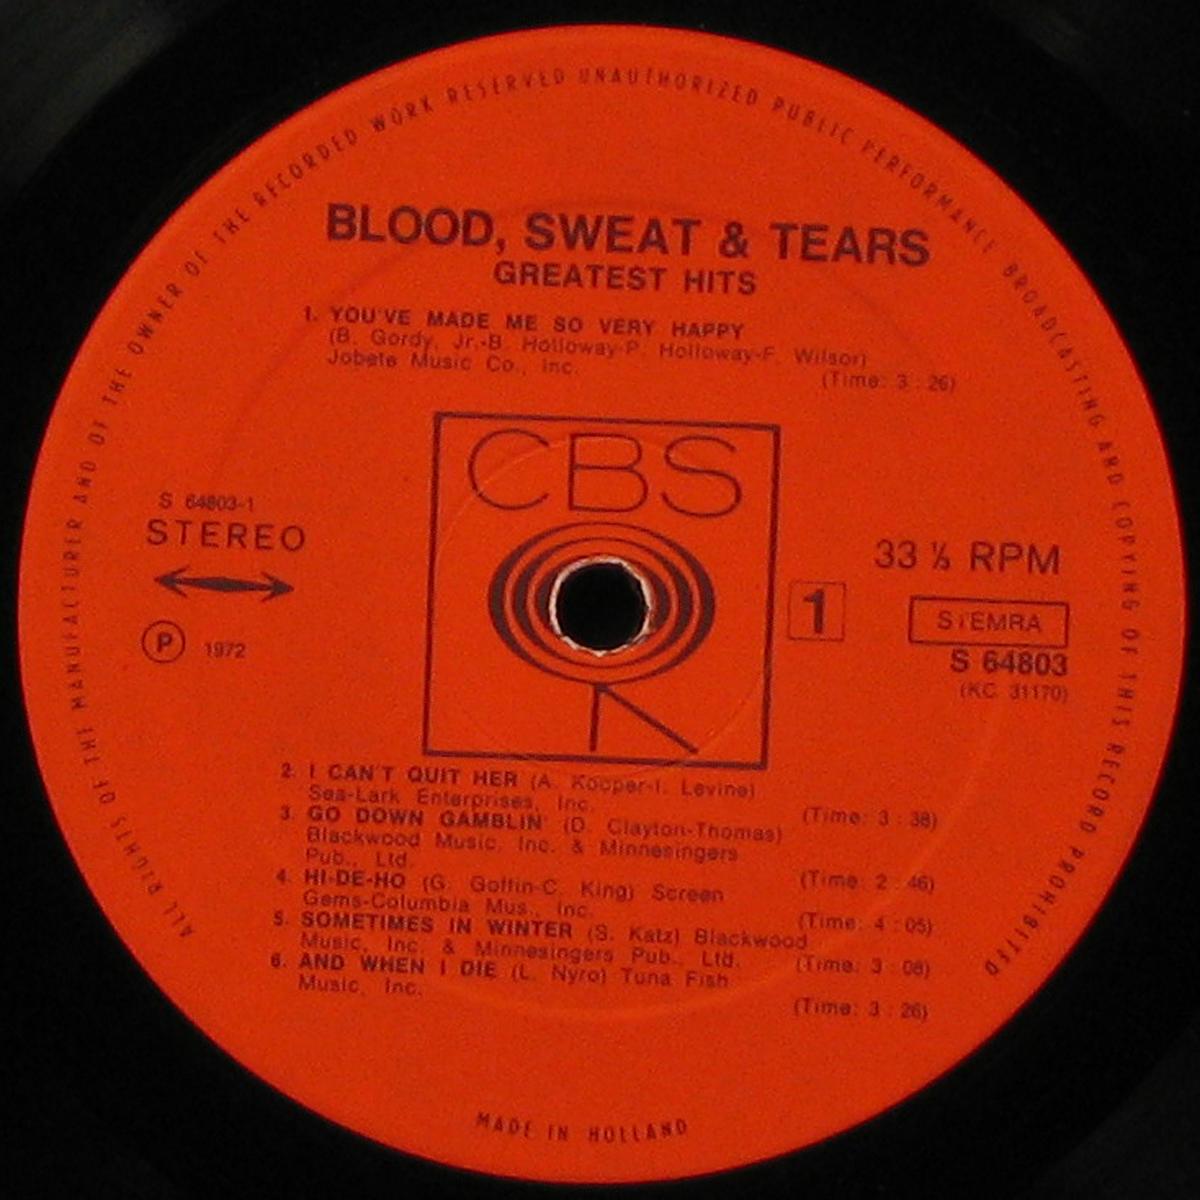 ALL RIGHTS OF THE MANUFACTURER AND OF THE OWNER OF THE RECORDED WORK RESERVED UNAUTHORIZED PUBLIC PERFORMANCE BROADCASTING AND COPYING OF THIS RECORD PROHIBITED
BLOOD, SWEAT & TEARS
GREATEST HITS
1. YOU'VE MADE ME SO VERY HAPPY
(B. Gordy, Jr.-B. Holloway-P. Holloway-F. Wilson)
Jobete Music Co., Inc.
(Time: 3 : 26)
CBS
S 64803-1
STEREO
P 1972
33 ⅓ RPM
1
STEMRA
S 64803
(KC 31170)
2. I CAN'T QUIT HER (A. Kooper-I. Levine)
Sea-Lark Enterprises, Inc.
(Time: 3 : 38)
3. GO DOWN GAMBLIN' (D. Clayton-Thomas)
Blackwood Music, Inc. & Minnesingers
Pub., Ltd.
(Time: 2 : 46)
4. HI-DE-HO (G. Goffin-C. King) Screen
Gems-Columbia Mus., Inc.
(Time: 4 : 05)
5. SOMETIMES IN WINTER (S. Katz) Blackwood
Music, Inc. & Minnesingers Pub., Ltd.
(Time: 3 : 08)
6. AND WHEN I DIE (L. Nyro) Tuna Fish
Music, Inc.
(Time: 3 : 26)
MADE IN HOLLAND